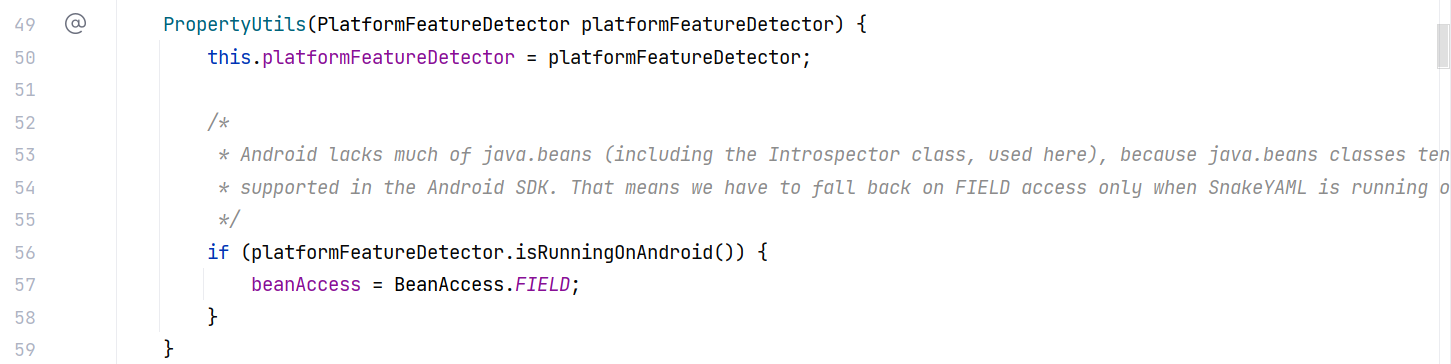 49 @ PropertyUtils(PlatformFeatureDetector platformFeatureDetector) {
50 this.platformFeatureDetector = platformFeatureDetector;
51
52 /*
53 * Android lacks much of java.beans (including the Introspector class, used here), because java.beans classes ten
54 * supported in the Android SDK. That means we have to fall back on FIELD access only when SnakeYAML is running o
55 */
56 if (platformFeatureDetector.isRunningOnAndroid()) {
57 beanAccess = BeanAccess.FIELD;
58 }
59 }